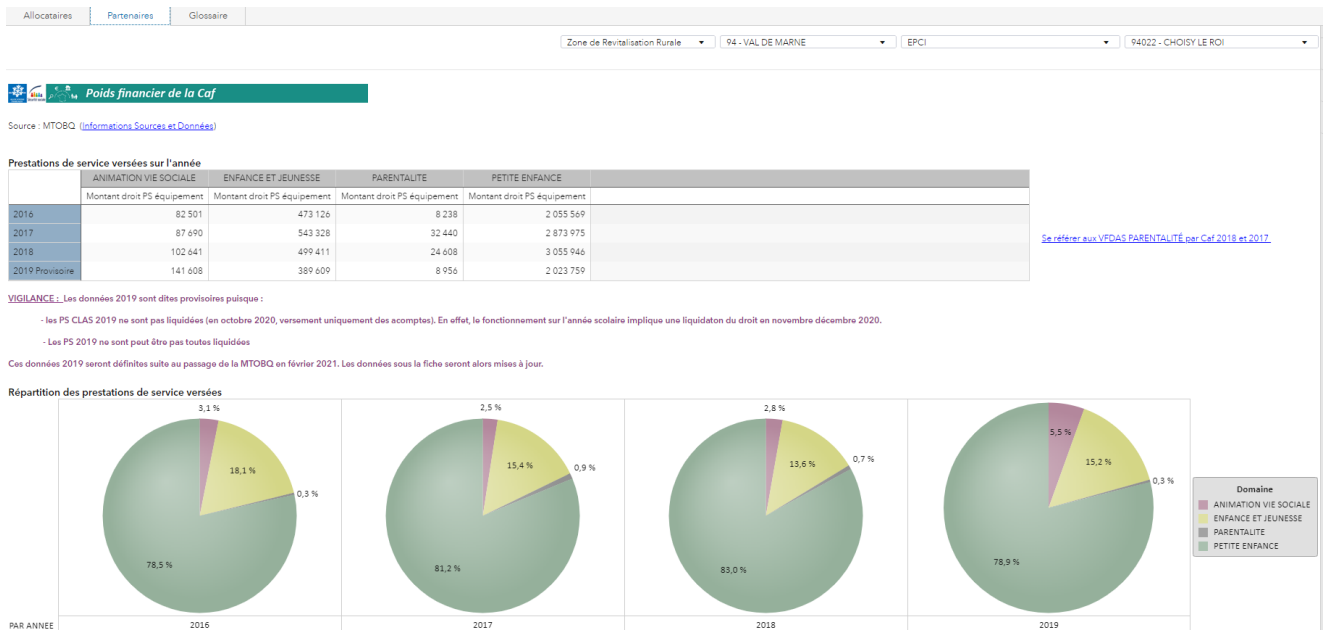 Allocataires Partenaires Glossaire
Zone de Revitalisation Rurale 94 - VAL DE MARNE EPCI 94022 - CHOISY LE ROI
Poids financier de la Caf
Source : MTOBQ (Informations Sources et Données)
Prestations de service versées sur l'année
ANIMATION VIE SOCIALE ENFANCE ET JEUNESSE PARENTALITE PETITE ENFANCE
Montant droit PS équipement Montant droit PS équipement Montant droit PS équipement Montant droit PS équipement
2016 82 501 473 126 8 238 2 055 569
2017 87 690 543 328 32 440 2 873 975
Se référer aux VFDAS PARENTALITÉ par Caf 2018 et 2017
2018 102 641 499 411 24 608 3 055 946
2019 Provisoire 141 608 389 609 8 956 2 023 759
VIGILANCE : Les données 2019 sont dites provisoires puisque :
- les PS CLAS 2019 ne sont pas liquidées (en octobre 2020, versement uniquement des acomptes). En effet, le fonctionnement sur l'année scolaire implique une liquidaton du droit en novembre décembre 2020.
- Les PS 2019 ne sont peut être pas toutes liquidées
Ces données 2019 seront définites suite au passage de la MTOBQ en février 2021. Les données sous la fiche seront alors mises à jour.
Répartition des prestations de service versées
3,1 % 2,5 % 2,8 %
5,5 %
18,1 % 15,4 % 0,9 % 13,6 % 0,7 % 15,2 %
0,3 % 0,3 %
78,5 % 81,2 % 83,0 % 78,9 %
Domaine
ANIMATION VIE SOCIALE
ENFANCE ET JEUNESSE
PARENTALITE
PETITE ENFANCE
PAR ANNEE 2016 2017 2018 2019